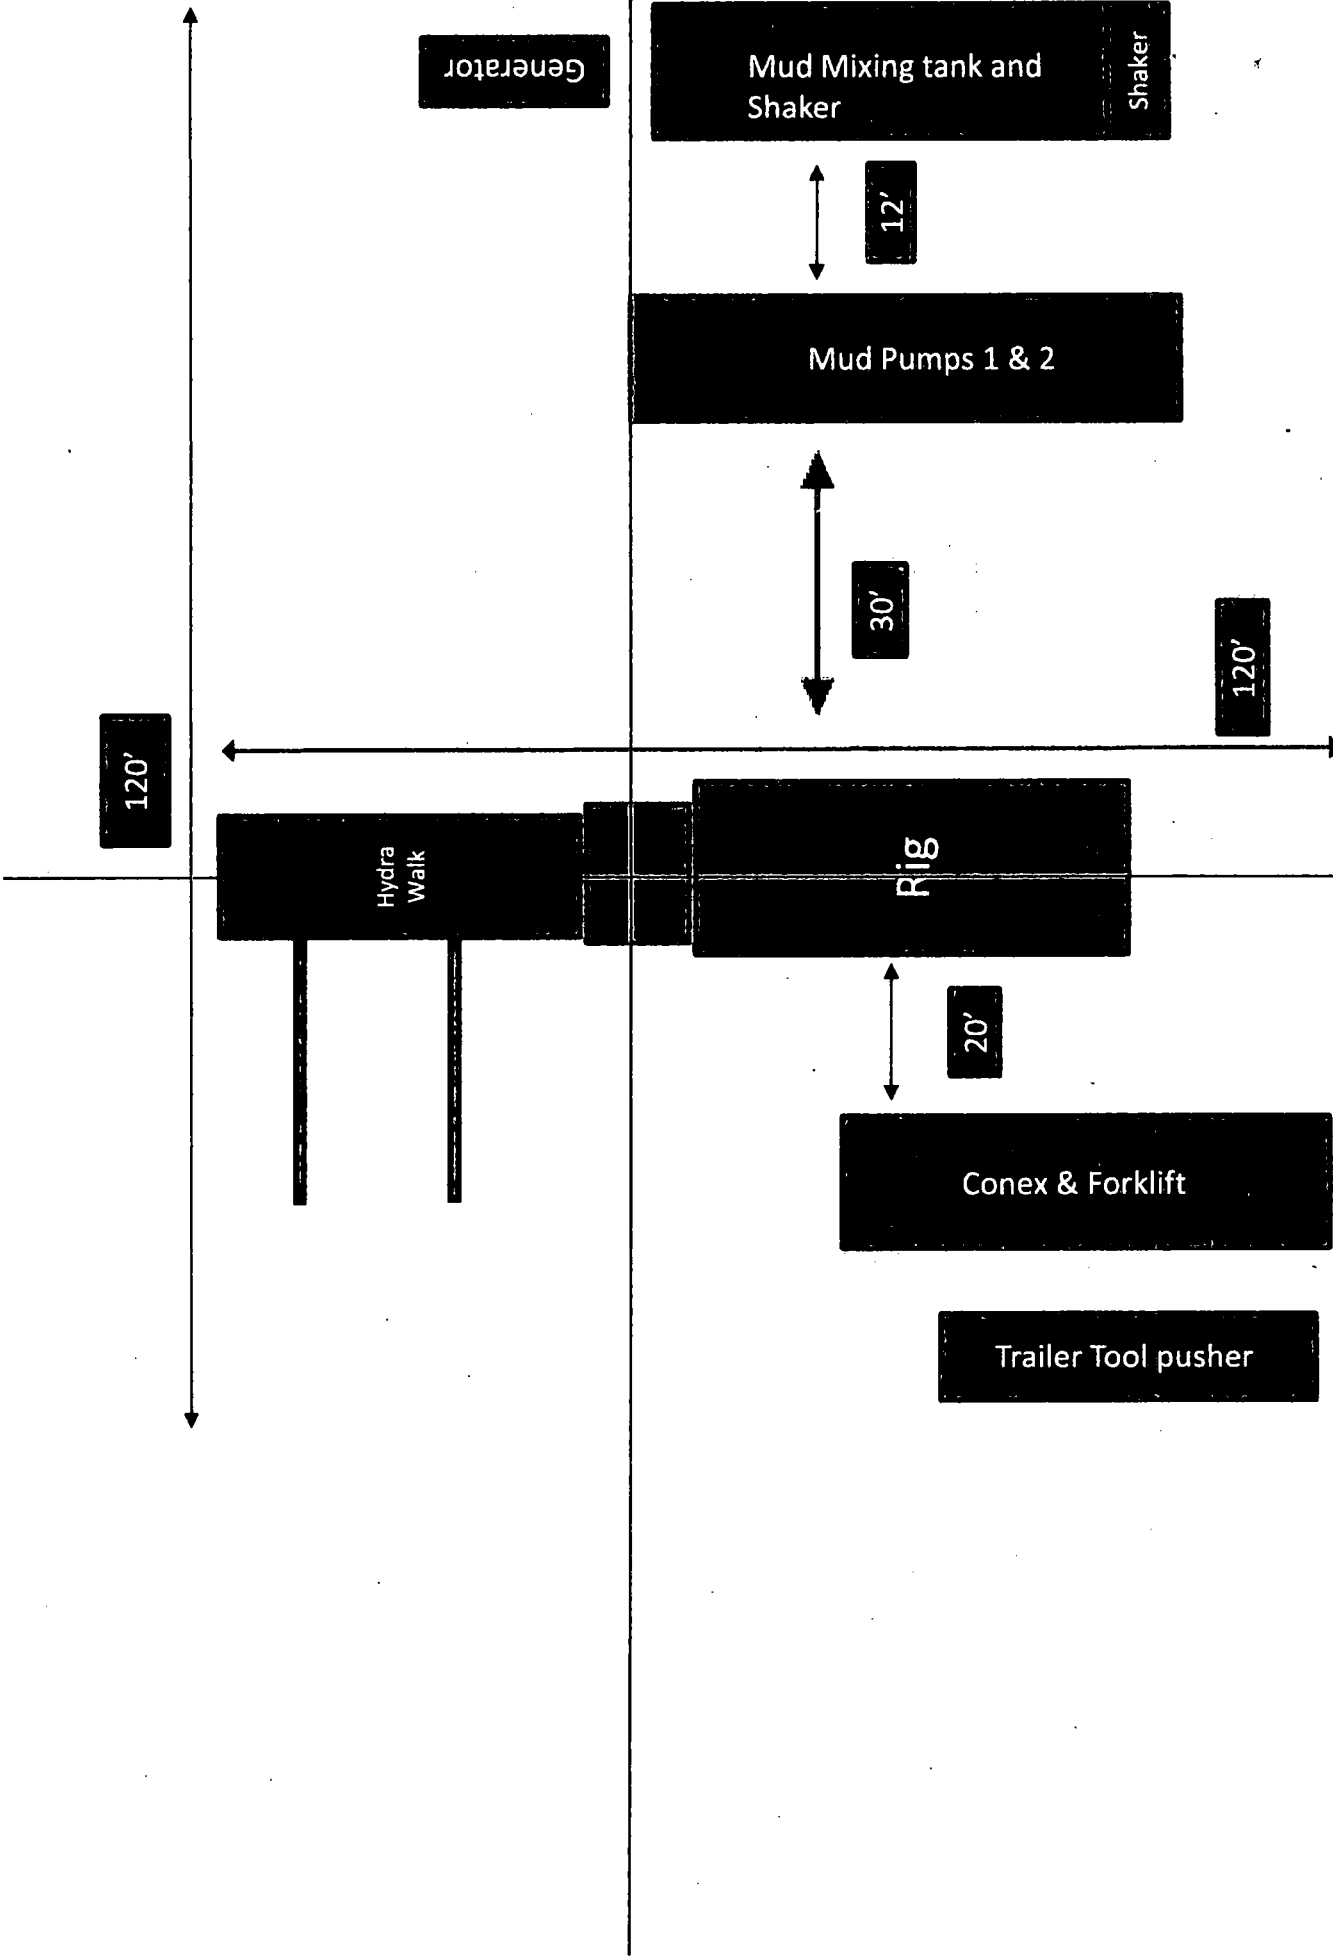 Generator
Mud Mixing tank and
Shaker
Shaker
12’
Mud Pumps 1 & 2
30’
120’
120’
Hydra
Walk
Rig
20’
Conex & Forklift
Trailer Tool pusher